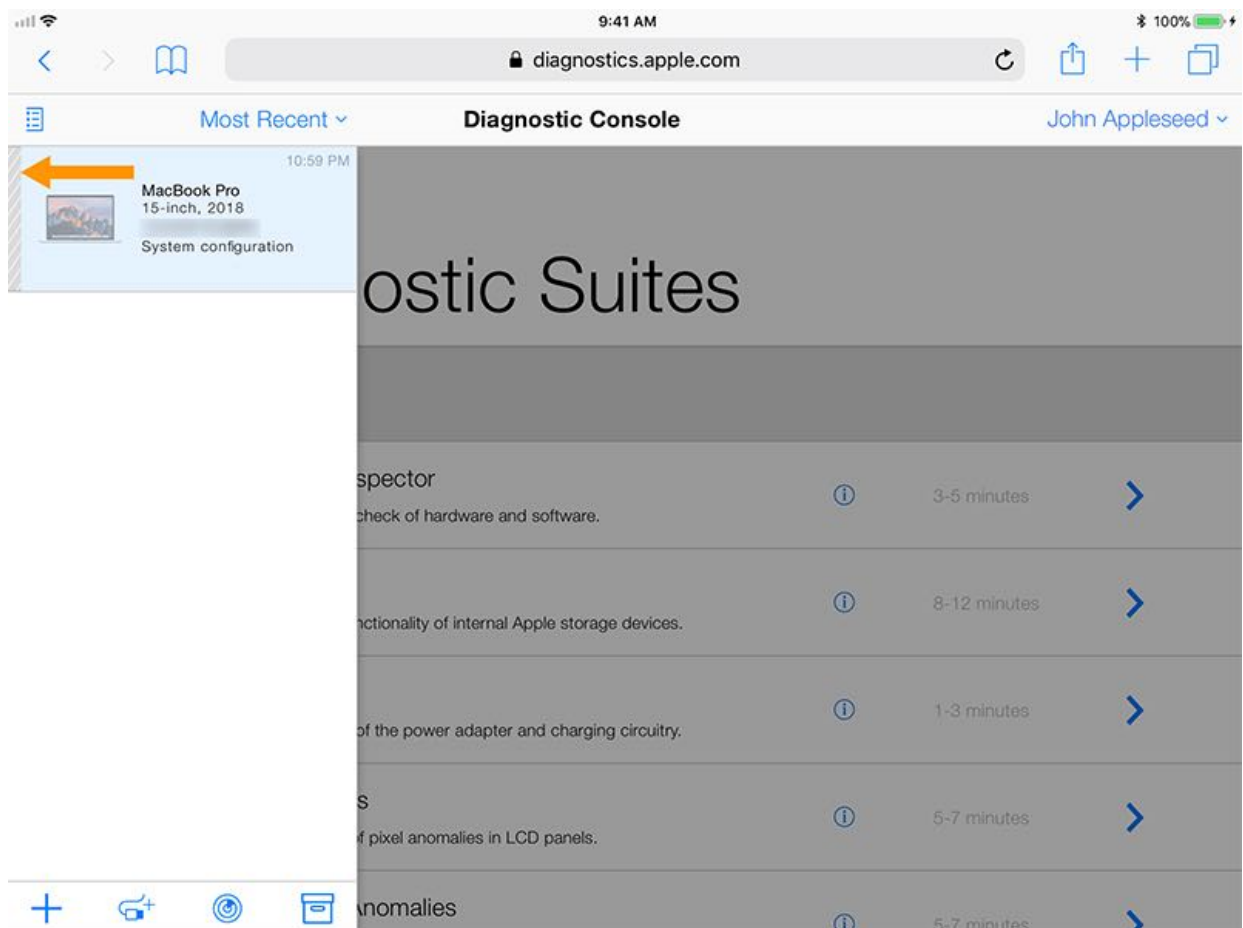 9:41 AM
100%
diagnostics.apple.com
Most Recent
Diagnostic Console
John Appleseed
10:59 PM
MacBook Pro
15-inch, 2018
System configuration
ostic Suites
spector
check of hardware and software.
3-5 minutes
nctionality of internal Apple storage devices.
8-12 minutes
of the power adapter and charging circuitry.
1-3 minutes
s
of pixel anomalies in LCD panels.
5-7 minutes
Anomalies
5-7 minutes